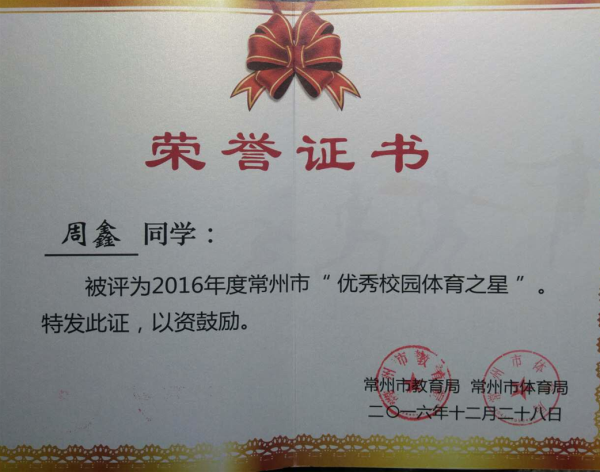 荣誉证书
周鑫 同学：
被评为2016年度常州市“优秀校园体育之星”。
特发此证，以资鼓励。
常州市教育局 常州市体育局
二〇一六年十二月二十八日